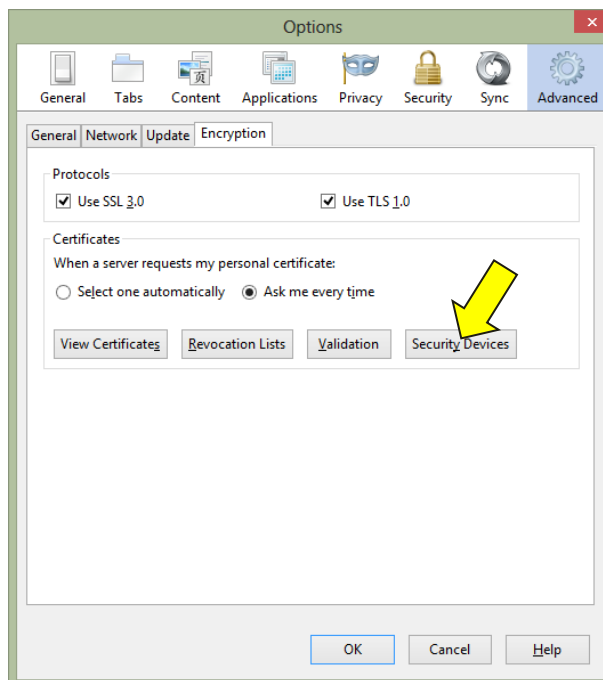 Options
General Tabs Content Applications Privacy Security Sync Advanced
General Network Update Encryption
Protocols
Use SSL 3.0 Use TLS 1.0
Certificates
When a server requests my personal certificate:
Select one automatically Ask me every time
View Certificates Revocation Lists Validation Security Devices
OK Cancel Help